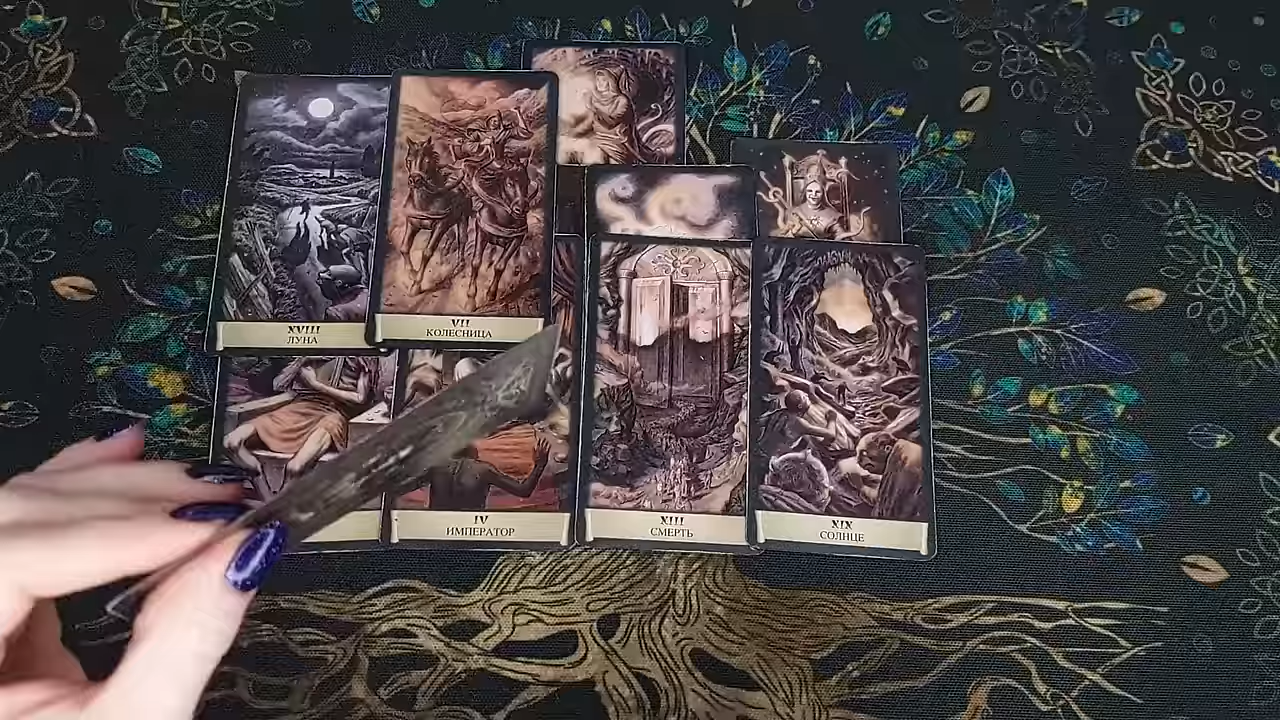 XVIII
ЛУНА
VII
КОЛЕСНИЦА
IV
ИМПЕРАТОР
XIII
СМЕРТЬ
XIX
СОЛНЦЕ